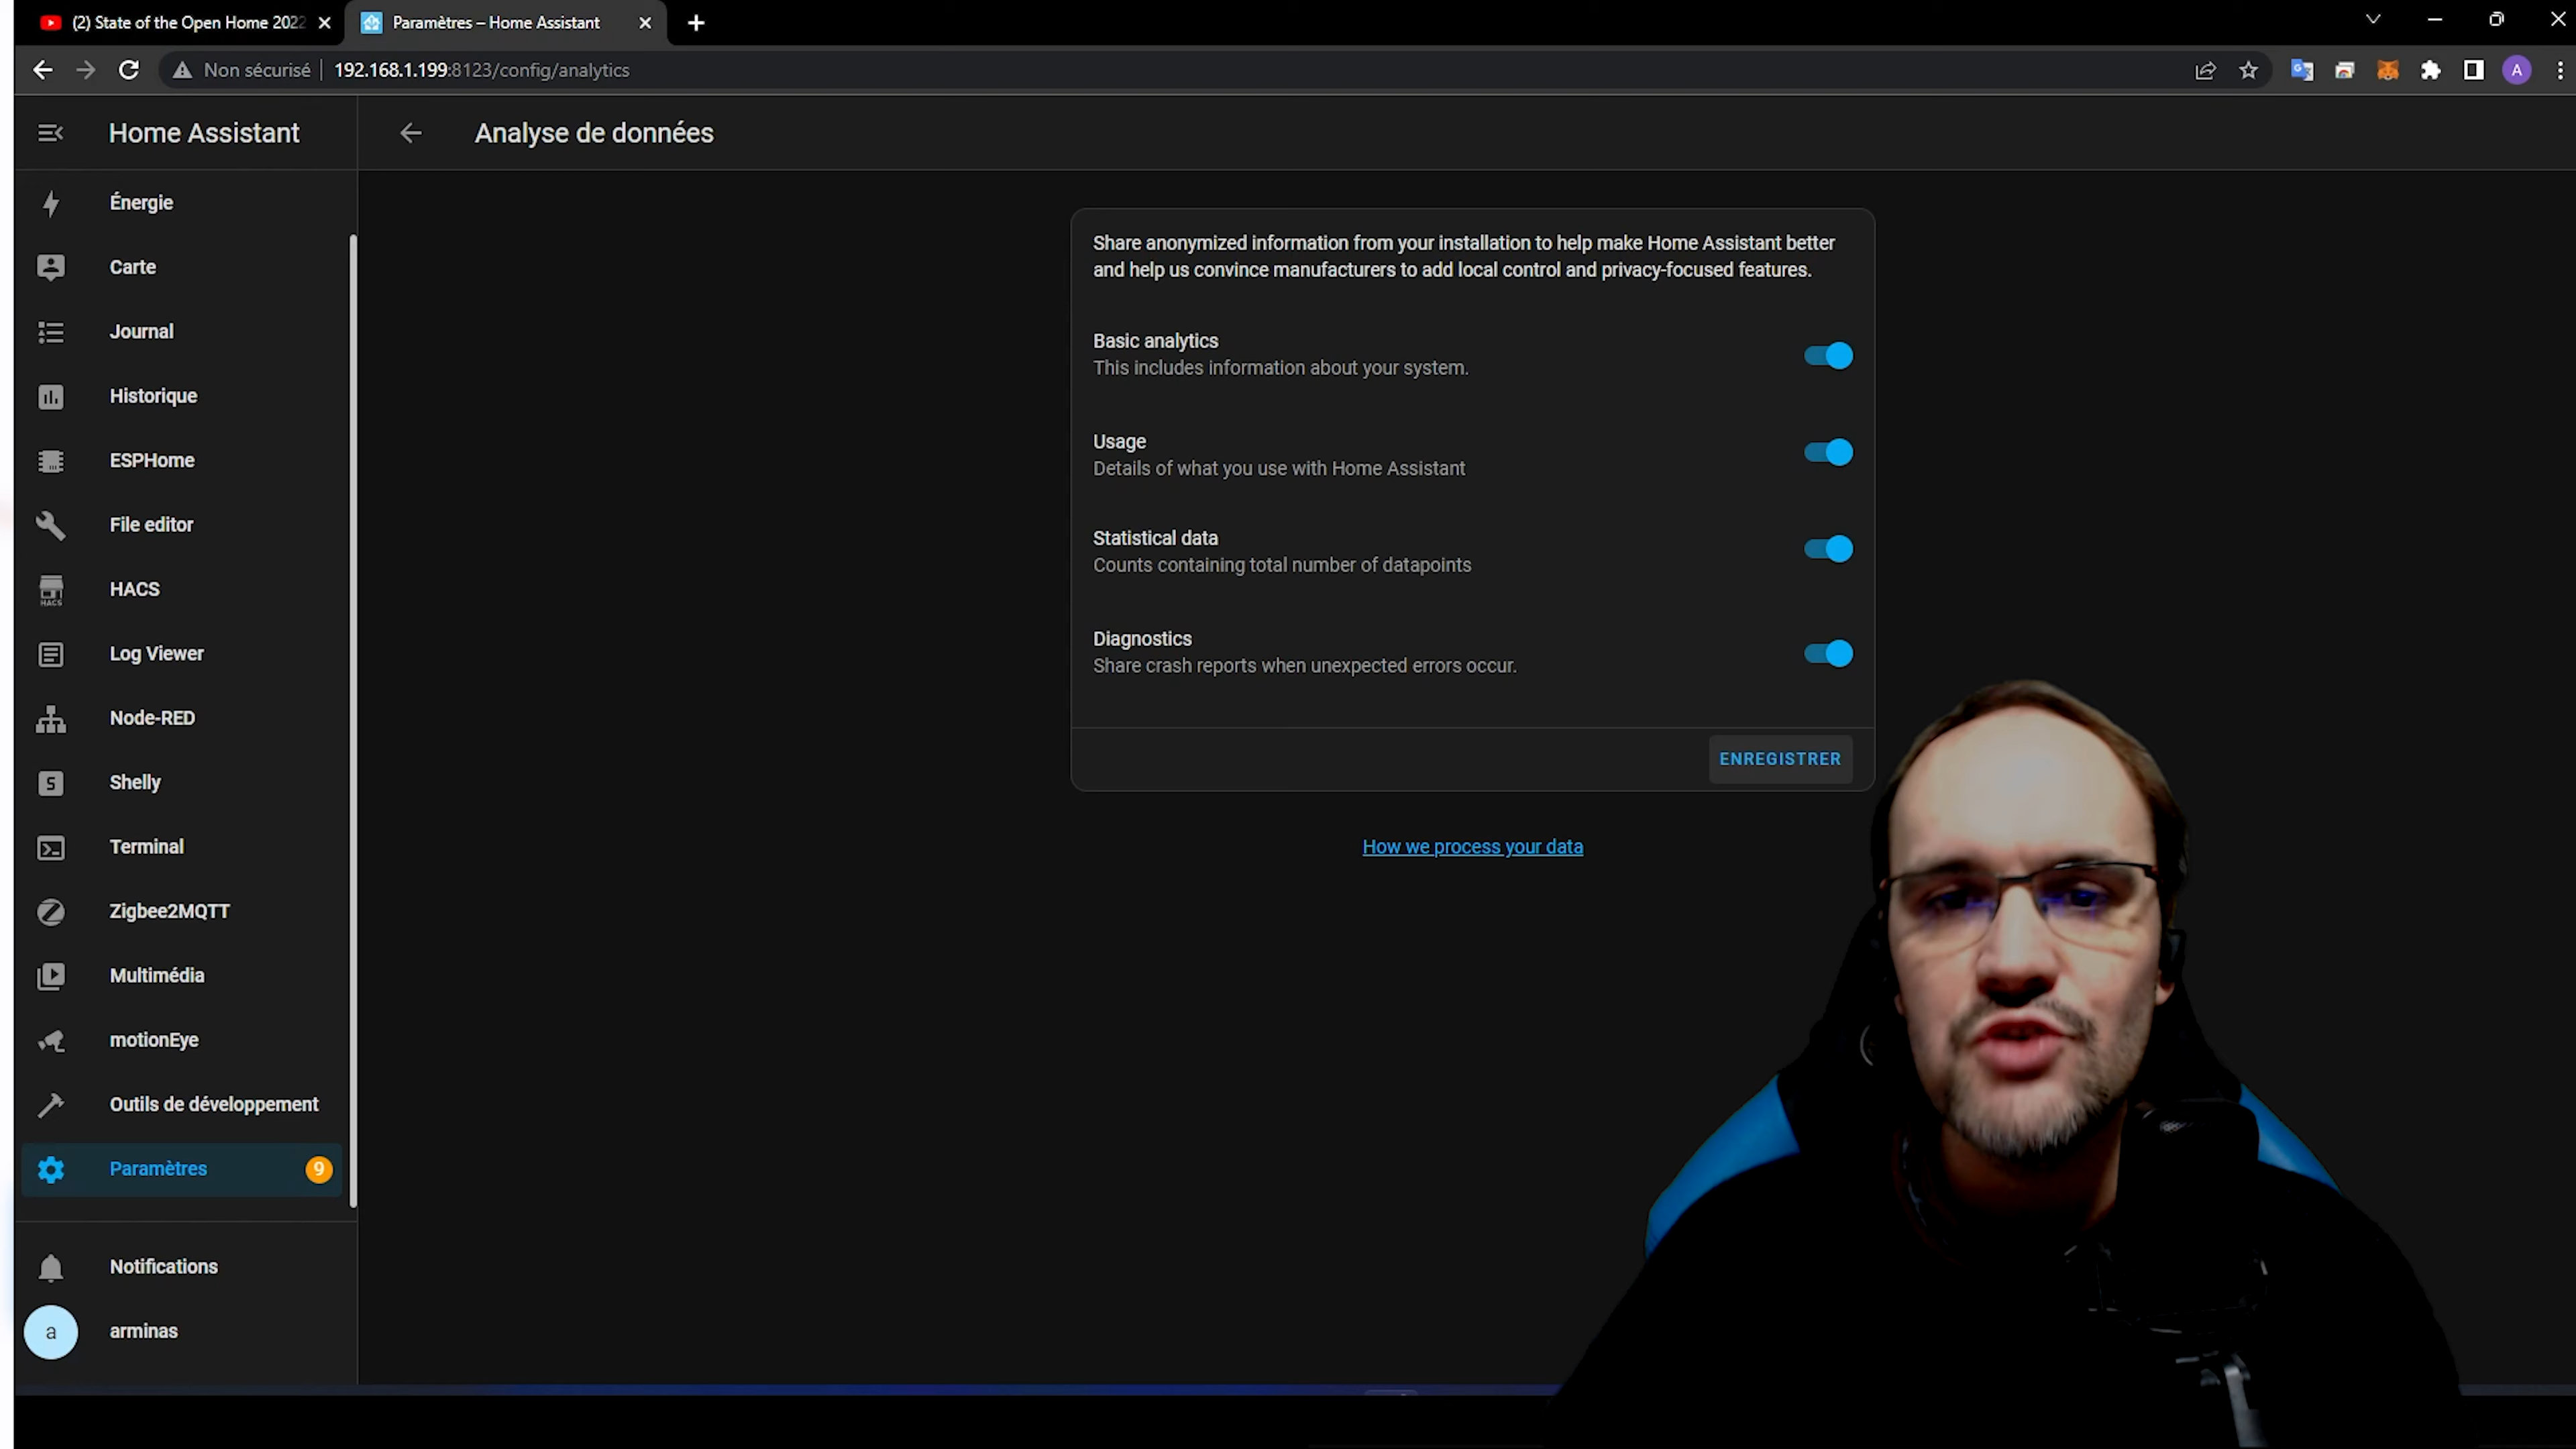 (2) State of the Open Home 2022
Paramètres – Home Assistant
Non sécurisé
192.168.1.199:8123/config/analytics
A
Home Assistant
Analyse de données
Énergie
Carte
Journal
Historique
ESPHome
File editor
HACS
HACS
Log Viewer
Node-RED
S
Shelly
Terminal
Zigbee2MQTT
Multimédia
motionEye
Outils de développement
Paramètres
9
Notifications
a
arminas
Share anonymized information from your installation to help make Home Assistant better
and help us convince manufacturers to add local control and privacy-focused features.
Basic analytics
This includes information about your system.
Usage
Details of what you use with Home Assistant
Statistical data
Counts containing total number of datapoints
Diagnostics
Share crash reports when unexpected errors occur.
ENREGISTRER
How we process your data